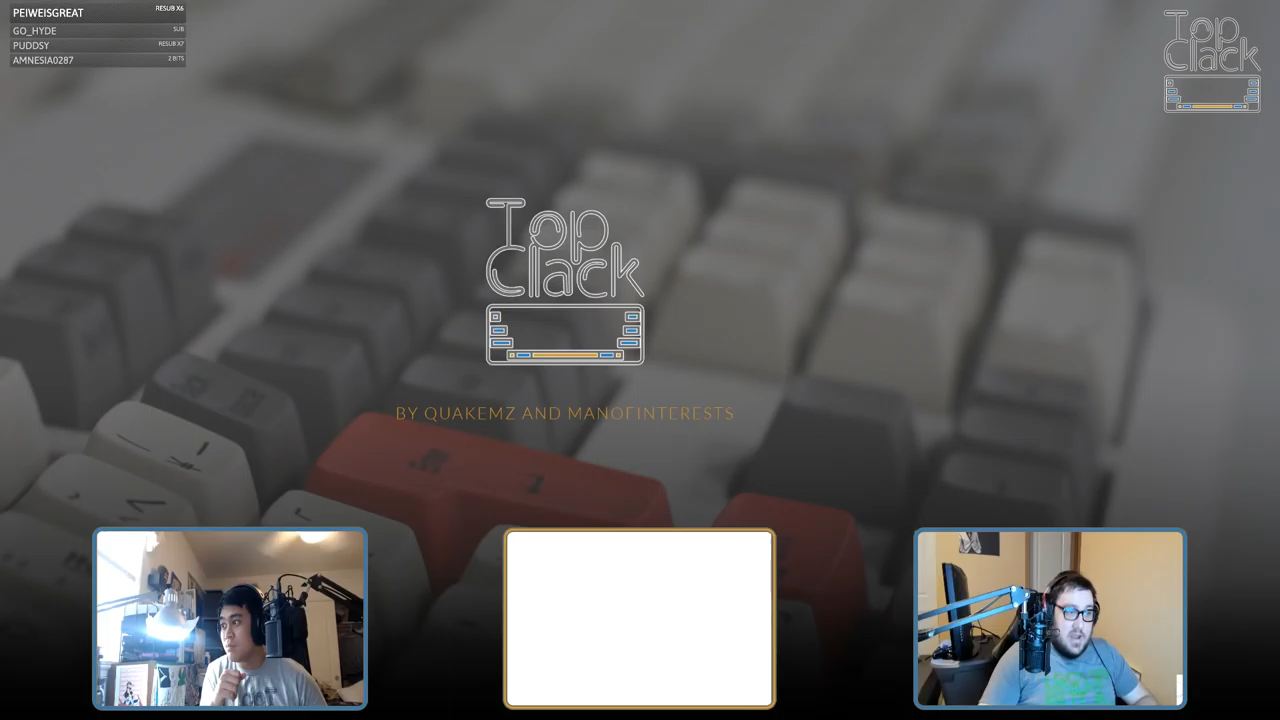 PEIWEISGREAT RESUB X6
GO_HYDE SUB
PUDDSY RESUB X7
AMNESIA0287 2 BITS
Top
Clack
Top
Clack
BY QUAKEMZ AND MANOFINTERESTS